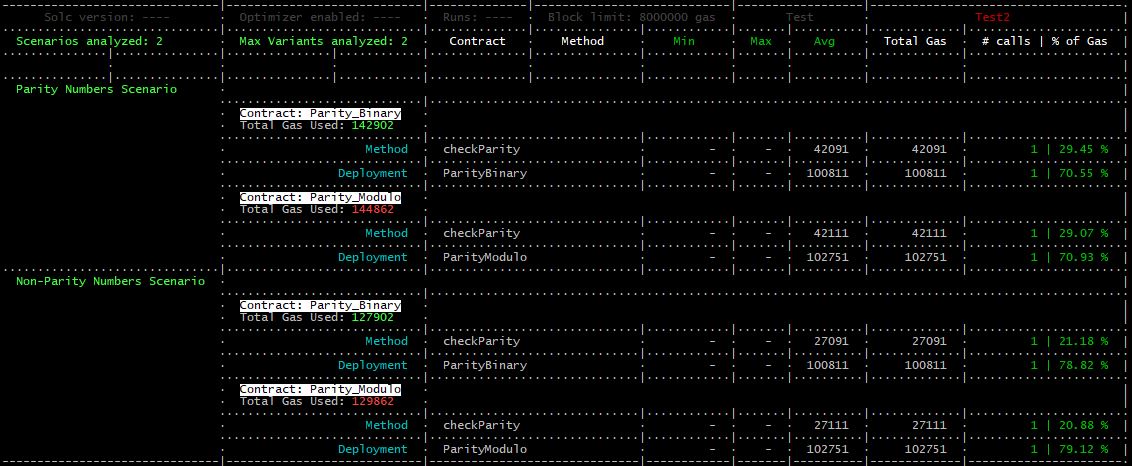 Solc version: ---- Optimizer enabled: ---- Runs: ---- Block limit: 8000000 gas Test Test2
Scenarios analyzed: 2 Max Variants analyzed: 2 Contract Method Min Max Avg Total Gas # calls | % of Gas
Parity Numbers Scenario
Contract: Parity_Binary
Total Gas Used: 142902
Method checkParity - - 42091 42091 1 | 29.45 %
Deployment ParityBinary - - 100811 100811 1 | 70.55 %
Contract: Parity_Modulo
Total Gas Used: 144862
Method checkParity - - 42111 42111 1 | 29.07 %
Deployment ParityModulo - - 102751 102751 1 | 70.93 %
Non-Parity Numbers Scenario
Contract: Parity_Binary
Total Gas Used: 127902
Method checkParity - - 27091 27091 1 | 21.18 %
Deployment ParityBinary - - 100811 100811 1 | 78.82 %
Contract: Parity_Modulo
Total Gas Used: 129862
Method checkParity - - 27111 27111 1 | 20.88 %
Deployment ParityModulo - - 102751 102751 1 | 79.12 %